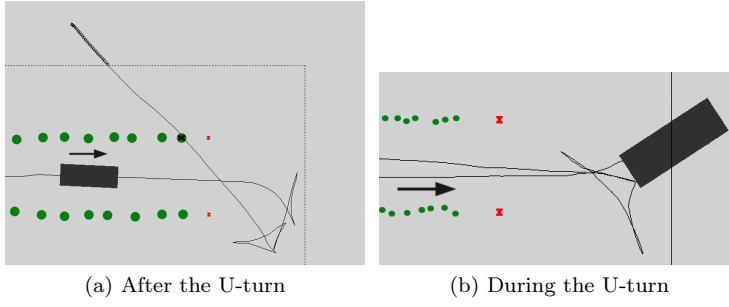 (a) After the U-turn
(b) During the U-turn